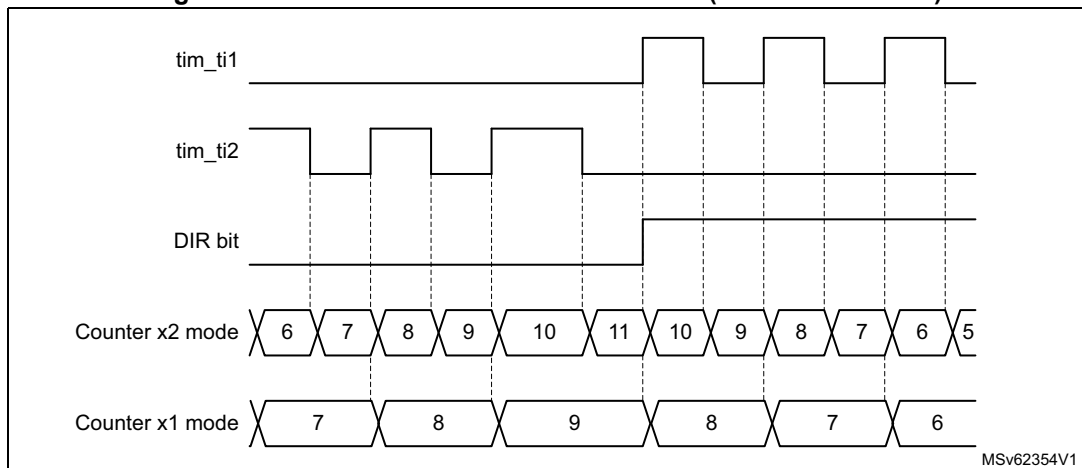 tim_ti1
tim_ti2
DIR bit
Counter x2 mode 6 7 8 9 10 11 10 9 8 7 6 5
Counter x1 mode 7 8 9 8 7 6
MSv62354V1